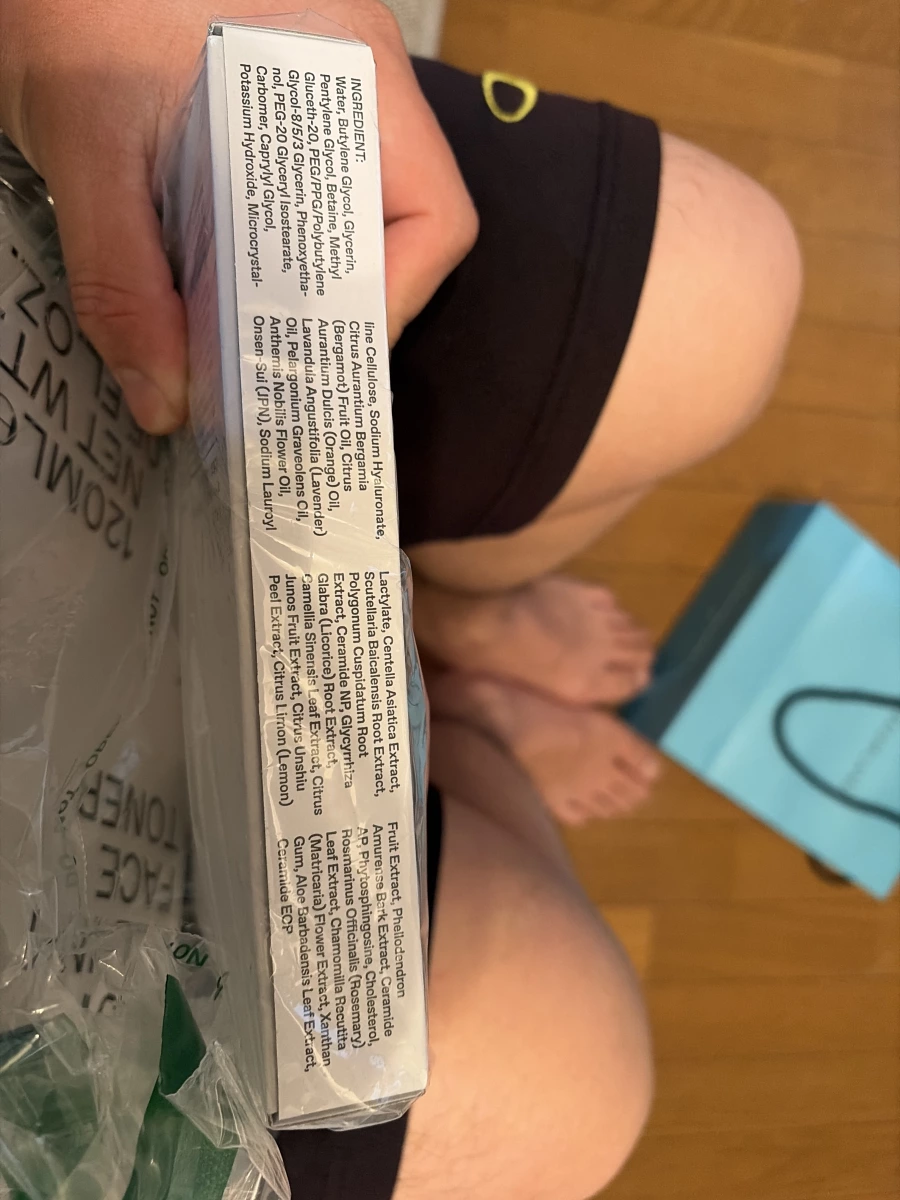 INGREDIENT:
Water, Butylene Glycol, Glycerin,
Pentylene Glycol, Betaine, Methyl
Gluceth-20, PEG/PPG/Polybutylene
Glycol-8/5/3 Glycerin, Phenoxyetha-
nol, PEG-20 Glyceryl Isostearate,
Carbomer, Caprylyl Glycol,
Potassium Hydroxide, Microcrystal-
line Cellulose, Sodium Hyaluronate,
Citrus Aurantium Bergamia
(Bergamot) Fruit Oil, Citrus
Aurantium Dulcis (Orange) Oil,
Lavandula Angustifolia (Lavender)
Oil, Pelargonium Graveolens Oil,
Anthemis Nobilis Flower Oil,
Onsen-Sui (JPN), Sodium Lauroyl
Lactylate, Centella Asiatica Extract,
Scutellaria Baicalensis Root Extract,
Polygonum Cuspidatum Root
Extract, Ceramide NP, Glycyrrhiza
Glabra (Licorice) Root Extract,
Camellia Sinensis Leaf Extract, Citrus
Junos Fruit Extract, Citrus Unshiu
Peel Extract, Citrus Limon (Lemon)
Fruit Extract, Phellodendron
Amurense Bark Extract, Ceramide
AP, Phytosphingosine, Cholesterol,
Rosmarinus Officinalis (Rosemary)
Leaf Extract, Chamomilla Recutita
(Matricaria) Flower Extract, Xanthan
Gum, Aloe Barbadensis Leaf Extract,
Ceramide EOP
FACE
TONER
120ML
NET WT
OZ.